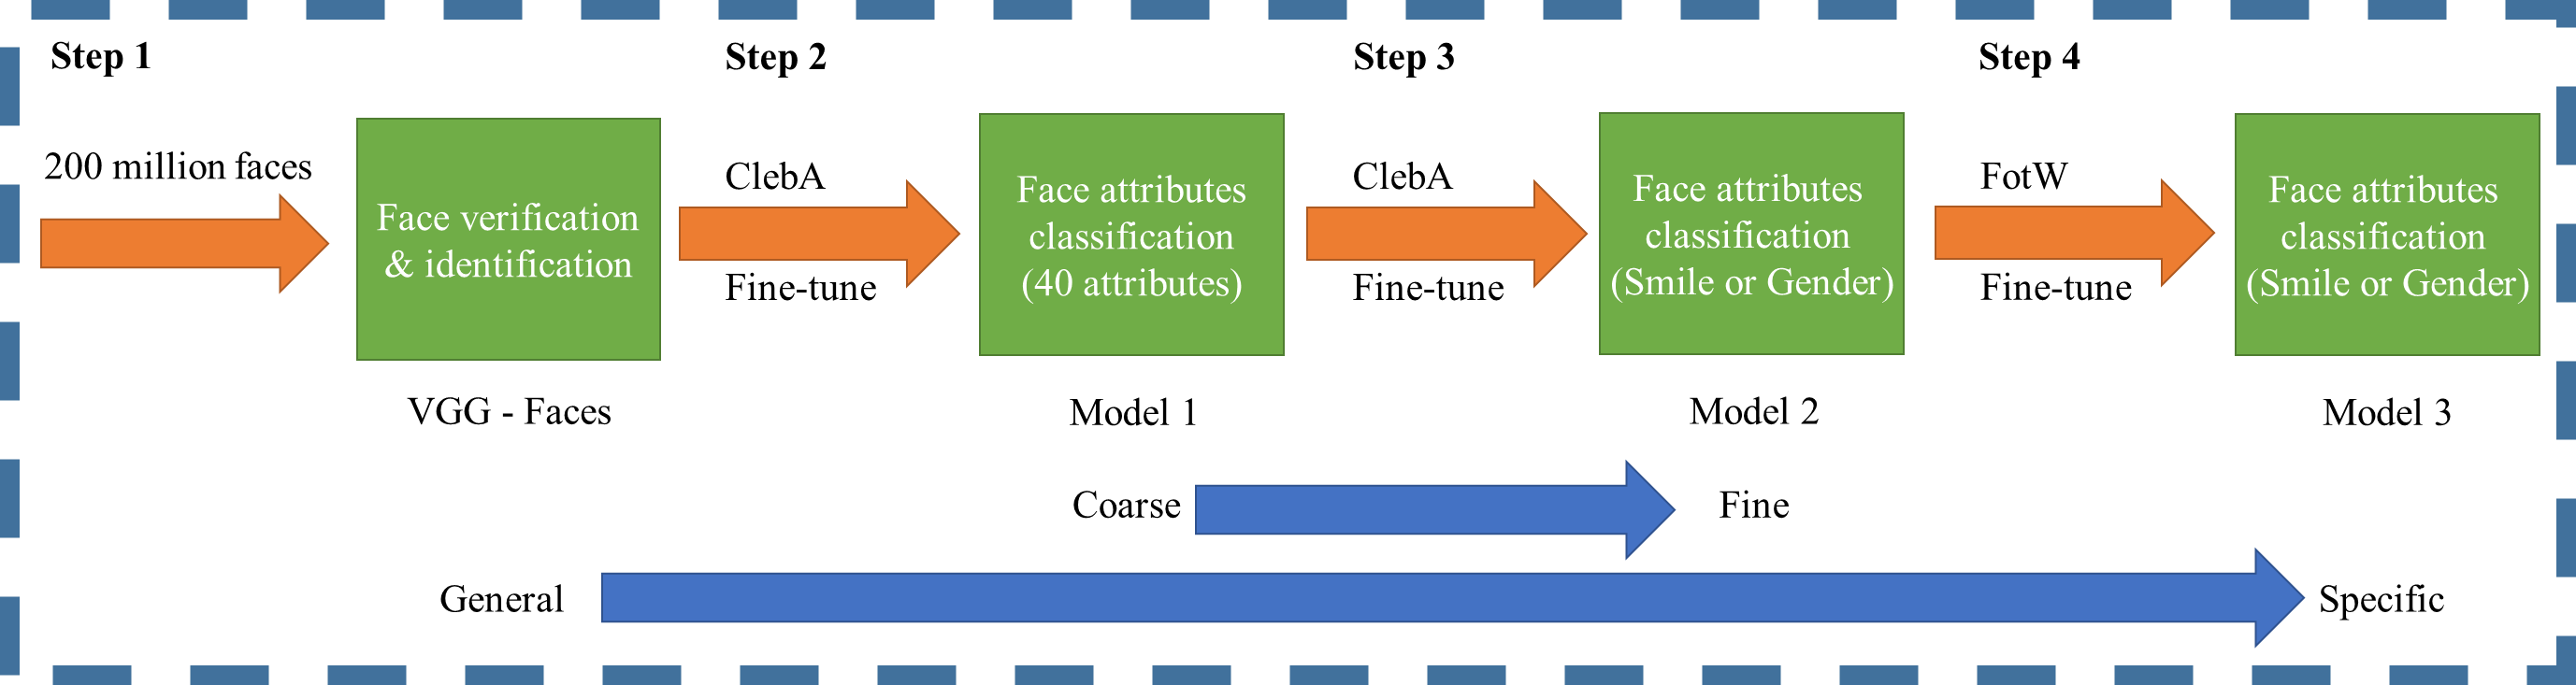 Step 1
Step 2
Step 3
Step 4
200 million faces
Face verification
& identification
VGG - Faces
ClebA
Fine-tune
Face attributes
classification
(40 attributes)
Model 1
ClebA
Fine-tune
Face attributes
classification
(Smile or Gender)
Model 2
FotW
Fine-tune
Face attributes
classification
(Smile or Gender)
Model 3
Coarse
Fine
General
Specific